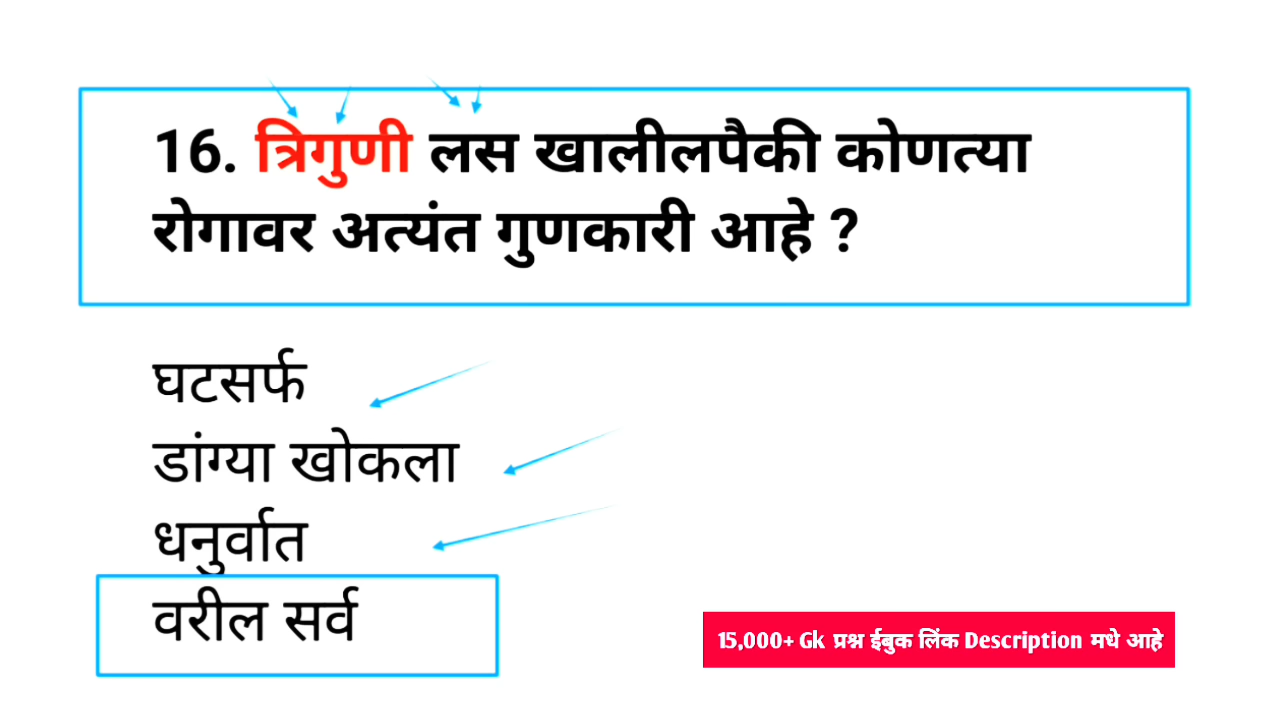 16. त्रिगुणी लस खालीलपैकी कोणत्या
रोगावर अत्यंत गुणकारी आहे ?
घटसर्फ
डांग्या खोकला
धनुर्वात
वरील सर्व
15,000+ Gk प्रश्न ईबुक लिंक Description मधे आहे